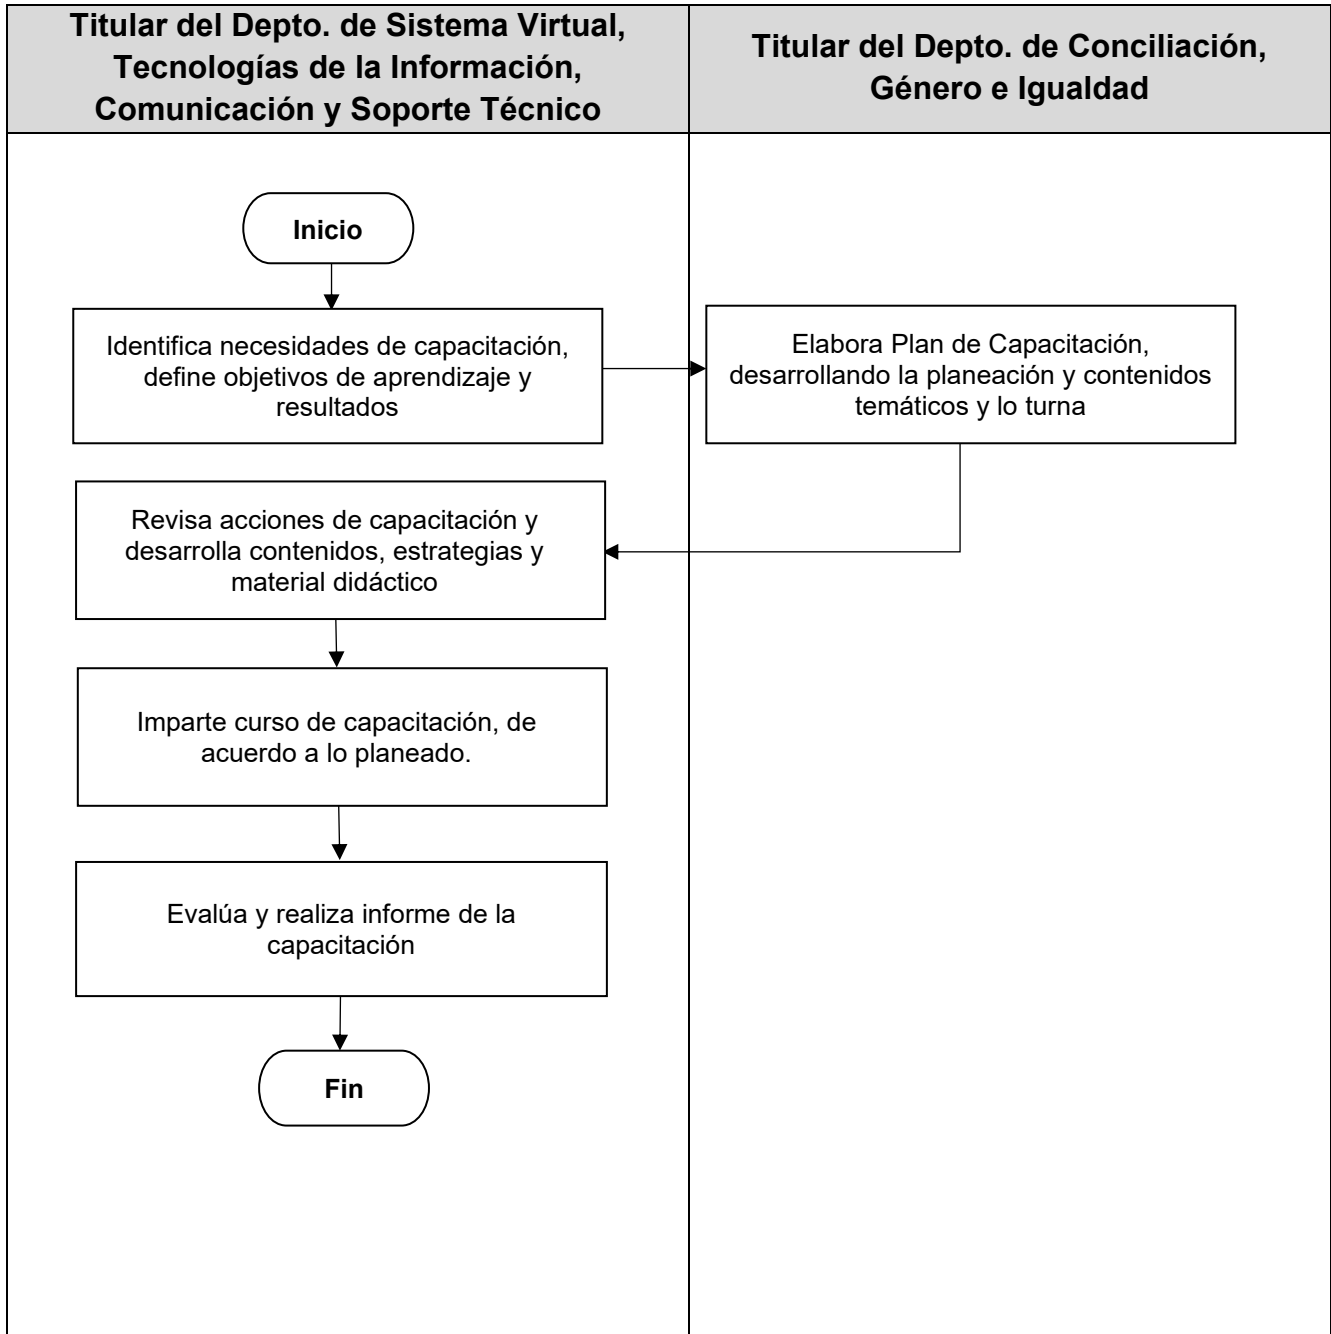 Titular del Depto. de Sistema Virtual,
Tecnologías de la Información,
Comunicación y Soporte Técnico
Titular del Depto. de Conciliación,
Género e Igualdad
Inicio
Identifica necesidades de capacitación,
define objetivos de aprendizaje y
resultados
Elabora Plan de Capacitación,
desarrollando la planeación y contenidos
temáticos y lo turna
Revisa acciones de capacitación y
desarrolla contenidos, estrategias y
material didáctico
Imparte curso de capacitación, de
acuerdo a lo planeado.
Evalúa y realiza informe de la
capacitación
Fin